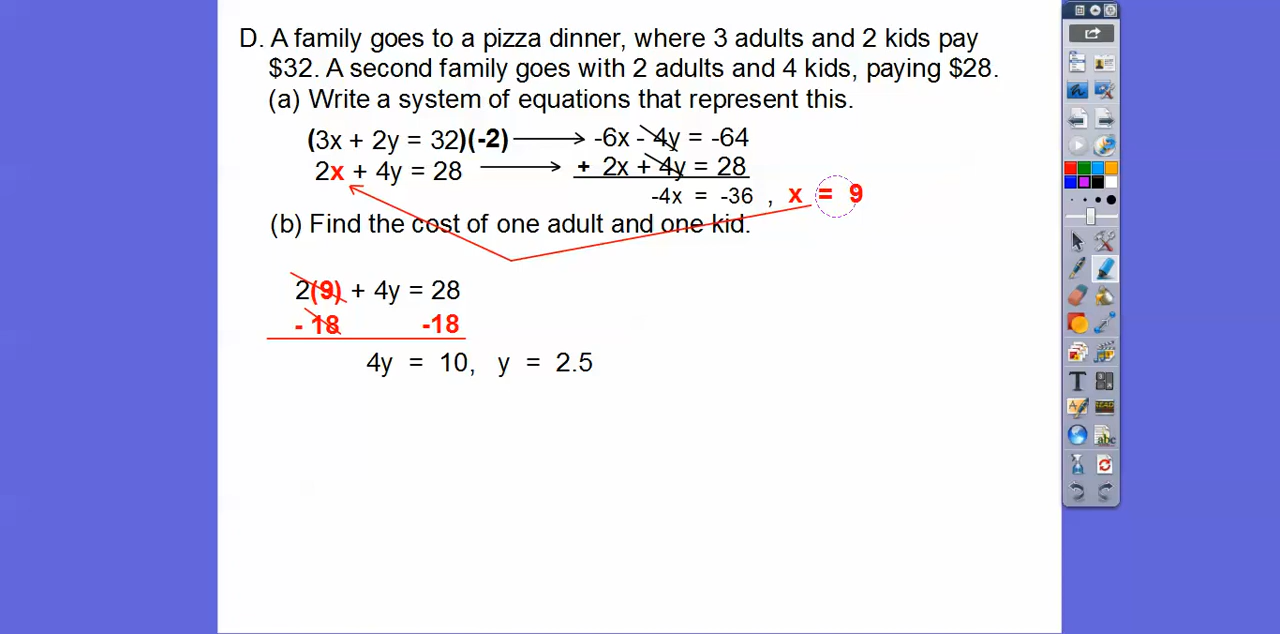 D. A family goes to a pizza dinner, where 3 adults and 2 kids pay
$32. A second family goes with 2 adults and 4 kids, paying $28.
(a) Write a system of equations that represent this.
(3x + 2y = 32)(-2) ⟶ -6x - 4y = -64
2x + 4y = 28 ⟶ + 2x + 4y = 28
-4x = -36 , x = 9
(b) Find the cost of one adult and one kid.
2(9) + 4y = 28
- 18 -18
4y = 10, y = 2.5